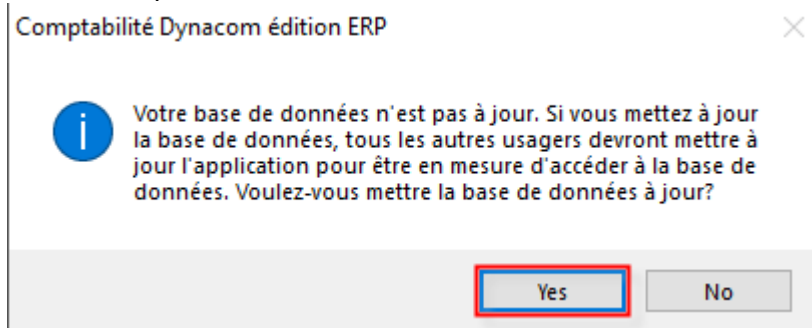 Comptabilité Dynacom édition ERP
Votre base de données n'est pas à jour. Si vous mettez à jour
la base de données, tous les autres usagers devront mettre à
jour l'application pour être en mesure d'accéder à la base de
données. Voulez-vous mettre la base de données à jour?
Yes
No